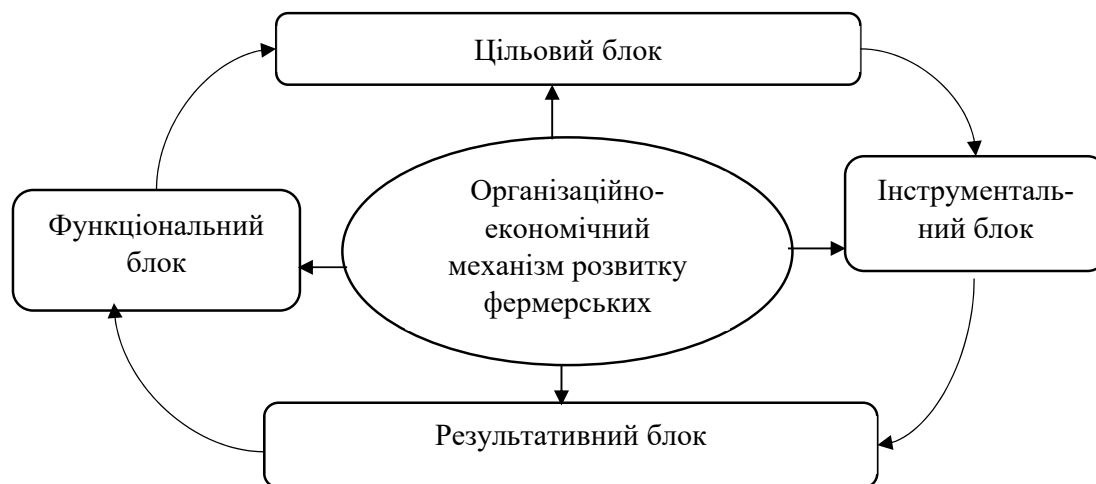 Цільовий блок
Організаційно-
економічний
механізм розвитку
фермерських
Інструменталь-
ний блок
Функціональний
блок
Результативний блок